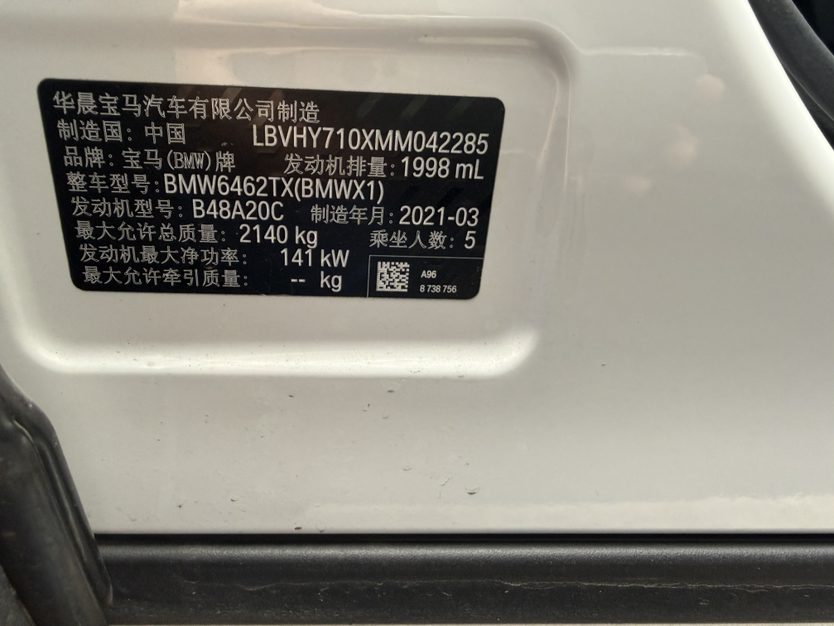 华晨宝马汽车有限公司制造
制造国：中国 LBVHY710XMM042285
品牌：宝马(BMW)牌 发动机排量：1998 mL
整车型号：BMW6462TX(BMWX1)
发动机型号：B48A20C 制造年月：2021-03
最大允许总质量：2140 kg 乘坐人数：5
发动机最大净功率：141 kW
最大允许牵引质量：-- kg
A96
8 738 756